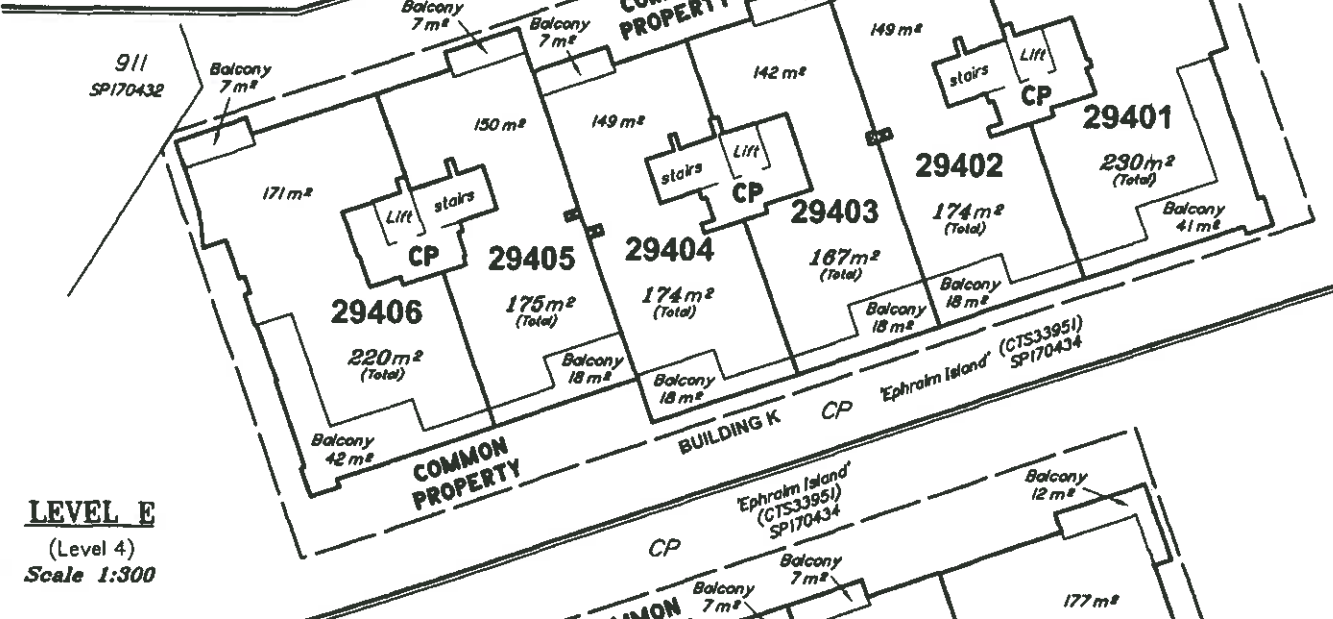 Balcony
7 m²
Balcony
7 m²
PROPERTY
911
SP170432
Balcony
7 m²
149 m²
142 m²
150 m²
149 m²
171 m²
stairs
Lift
CP
29401
230 m²
(Total)
Balcony
41 m²
29402
174 m²
(Total)
Balcony
18 m²
stairs
Lift
CP
29403
167 m²
(Total)
Balcony
18 m²
29404
174 m²
(Total)
Balcony
18 m²
Lift
stairs
CP
29405
175 m²
(Total)
Balcony
18 m²
29406
220 m²
(Total)
Balcony
42 m²
COMMON
PROPERTY
BUILDING K
CP
'Ephraim Island' (CTS33951)
SP170434
LEVEL E
(Level 4)
Scale 1:300
CP
'Ephraim Island'
(CTS33951)
SP170434
Balcony
12 m²
Balcony
7 m²
Balcony
7 m²
177 m²